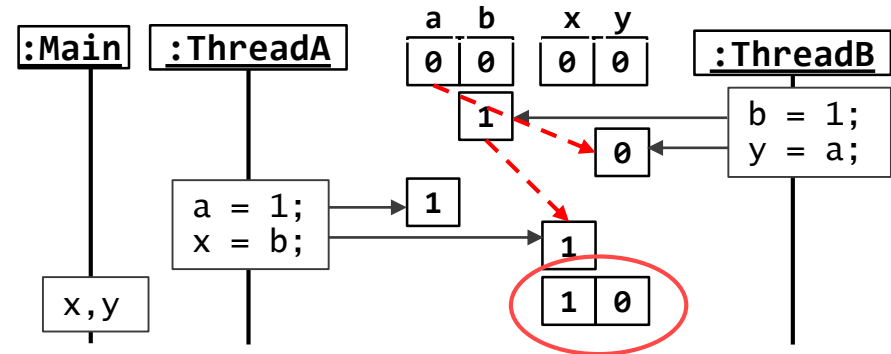 a b x y
:Main :ThreadA 0 0 0 0 :ThreadB
1 b = 1;
0 y = a;
a = 1; 1
x = b; 1
x,y 1 0